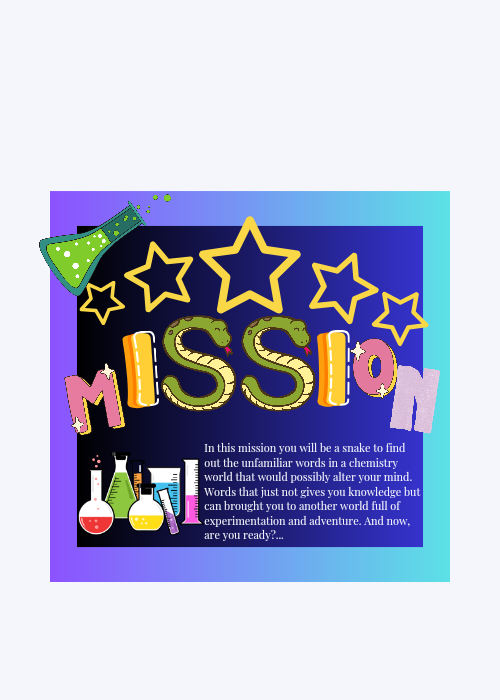 MISSION
In this mission you will be a snake to find
out the unfamiliar words in a chemistry
world that would possibly alter your mind.
Words that just not gives you knowledge but
can brought you to another world full of
experimentation and adventure. And now,
are you ready?...